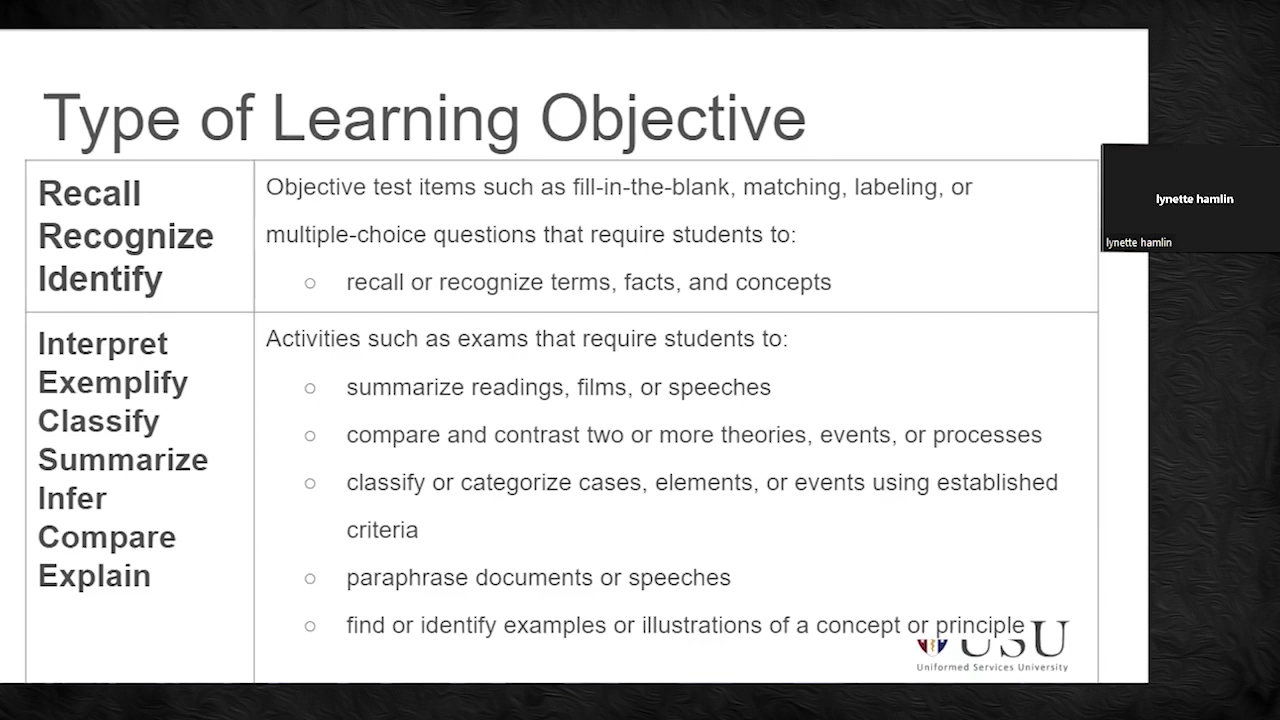 Type of Learning Objective
Recall
Recognize
Identify
Objective test items such as fill-in-the-blank, matching, labeling, or
multiple-choice questions that require students to:
○ recall or recognize terms, facts, and concepts
Interpret
Exemplify
Classify
Summarize
Infer
Compare
Explain
Activities such as exams that require students to:
○ summarize readings, films, or speeches
○ compare and contrast two or more theories, events, or processes
○ classify or categorize cases, elements, or events using established
criteria
○ paraphrase documents or speeches
○ find or identify examples or illustrations of a concept or principle
USU
Uniformed Services University
lynette hamlin
lynette hamlin